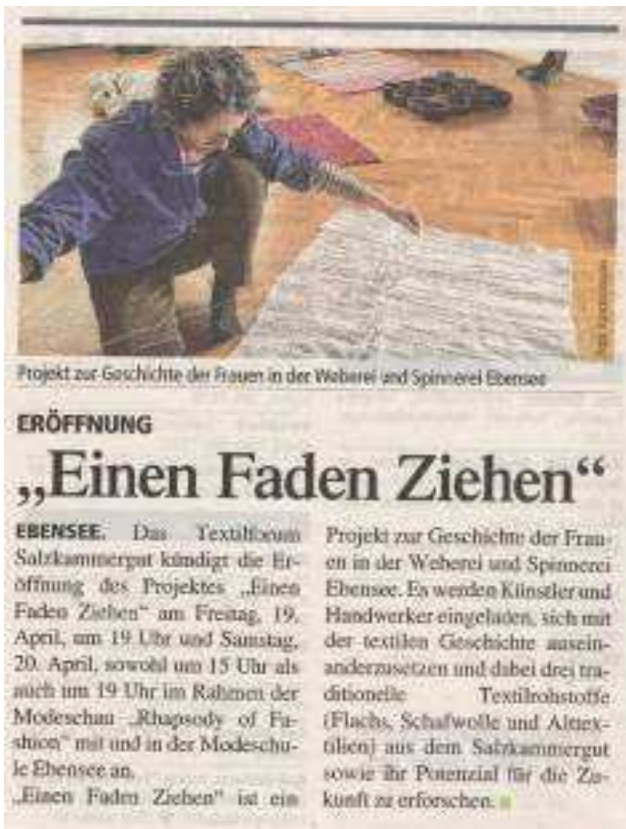 Projekt zur Geschichte der Frauen in der Weberei und Spinnerei Ebensee
ERÖFFNUNG
„Einen Faden Ziehen“
EBENSEE. Das Textilforum
Salzkammergut kündigt die Er-
öffnung des Projektes „Einen
Faden Ziehen“ am Freitag, 19.
April, um 19 Uhr und Samstag,
20. April, sowohl um 15 Uhr als
auch um 19 Uhr im Rahmen der
Modeschau „Rhapsody of Fa-
shion“ mit und in der Modeschu-
le Ebensee an.
„Einen Faden Ziehen“ ist ein
Projekt zur Geschichte der Frau-
en in der Weberei und Spinnerei
Ebensee. Es werden Künstler und
Handwerker eingeladen, sich mit
der textilen Geschichte ausein-
anderzusetzen und dabei drei tra-
ditionelle Textilrohstoffe
(Flachs, Schafwolle und Alttex-
tilien) aus dem Salzkammergut
sowie ihr Potenzial für die Zu-
kunft zu erforschen.